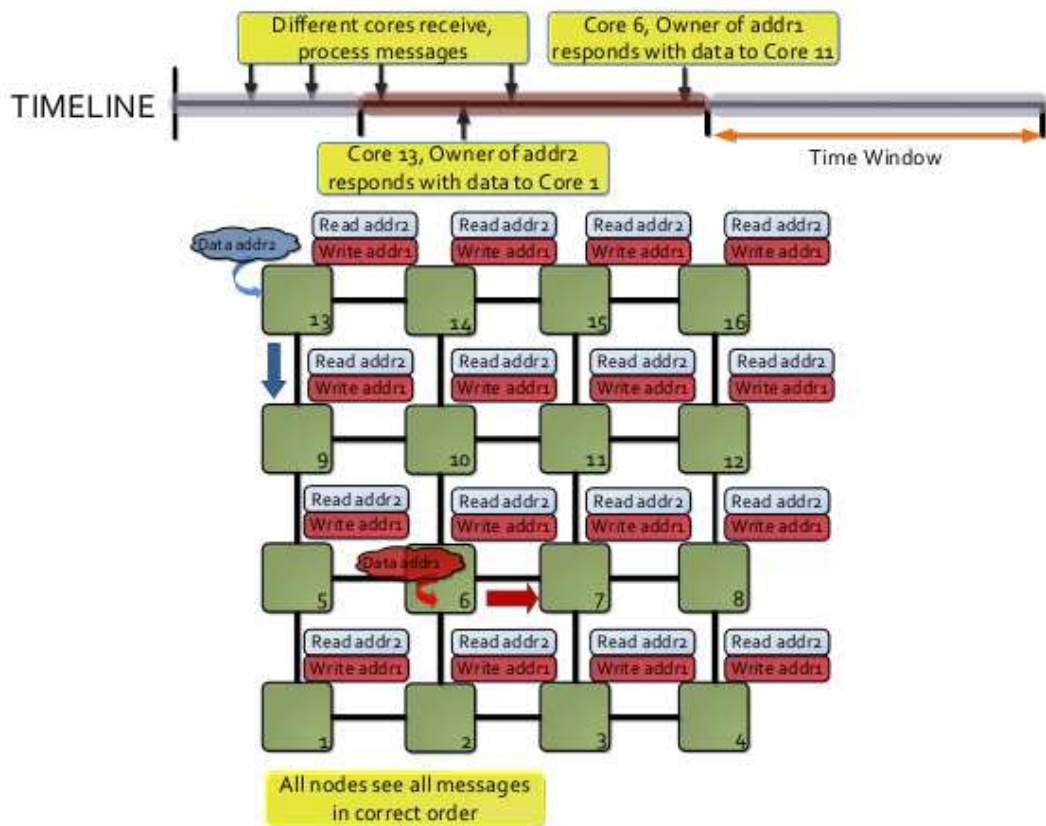 Different cores receive,
process messages
Core 6, Owner of addr1
responds with data to Core 11
TIMELINE
Core 13, Owner of addr2
responds with data to Core 1
Time Window
Read addr2 Read addr2 Read addr2 Read addr2
Data addr2
Write addr1 Write addr1 Write addr1 Write addr1
13 14 15 16
Read addr2 Read addr2 Read addr2 Read addr2
Write addr1 Write addr1 Write addr1 Write addr1
9 10 11 12
Read addr2 Read addr2 Read addr2 Read addr2
Write addr1 Write addr1 Write addr1 Write addr1
Data addr1
5 6 7 8
Read addr2 Read addr2 Read addr2 Read addr2
Write addr1 Write addr1 Write addr1 Write addr1
1 2 3 4
All nodes see all messages
in correct order